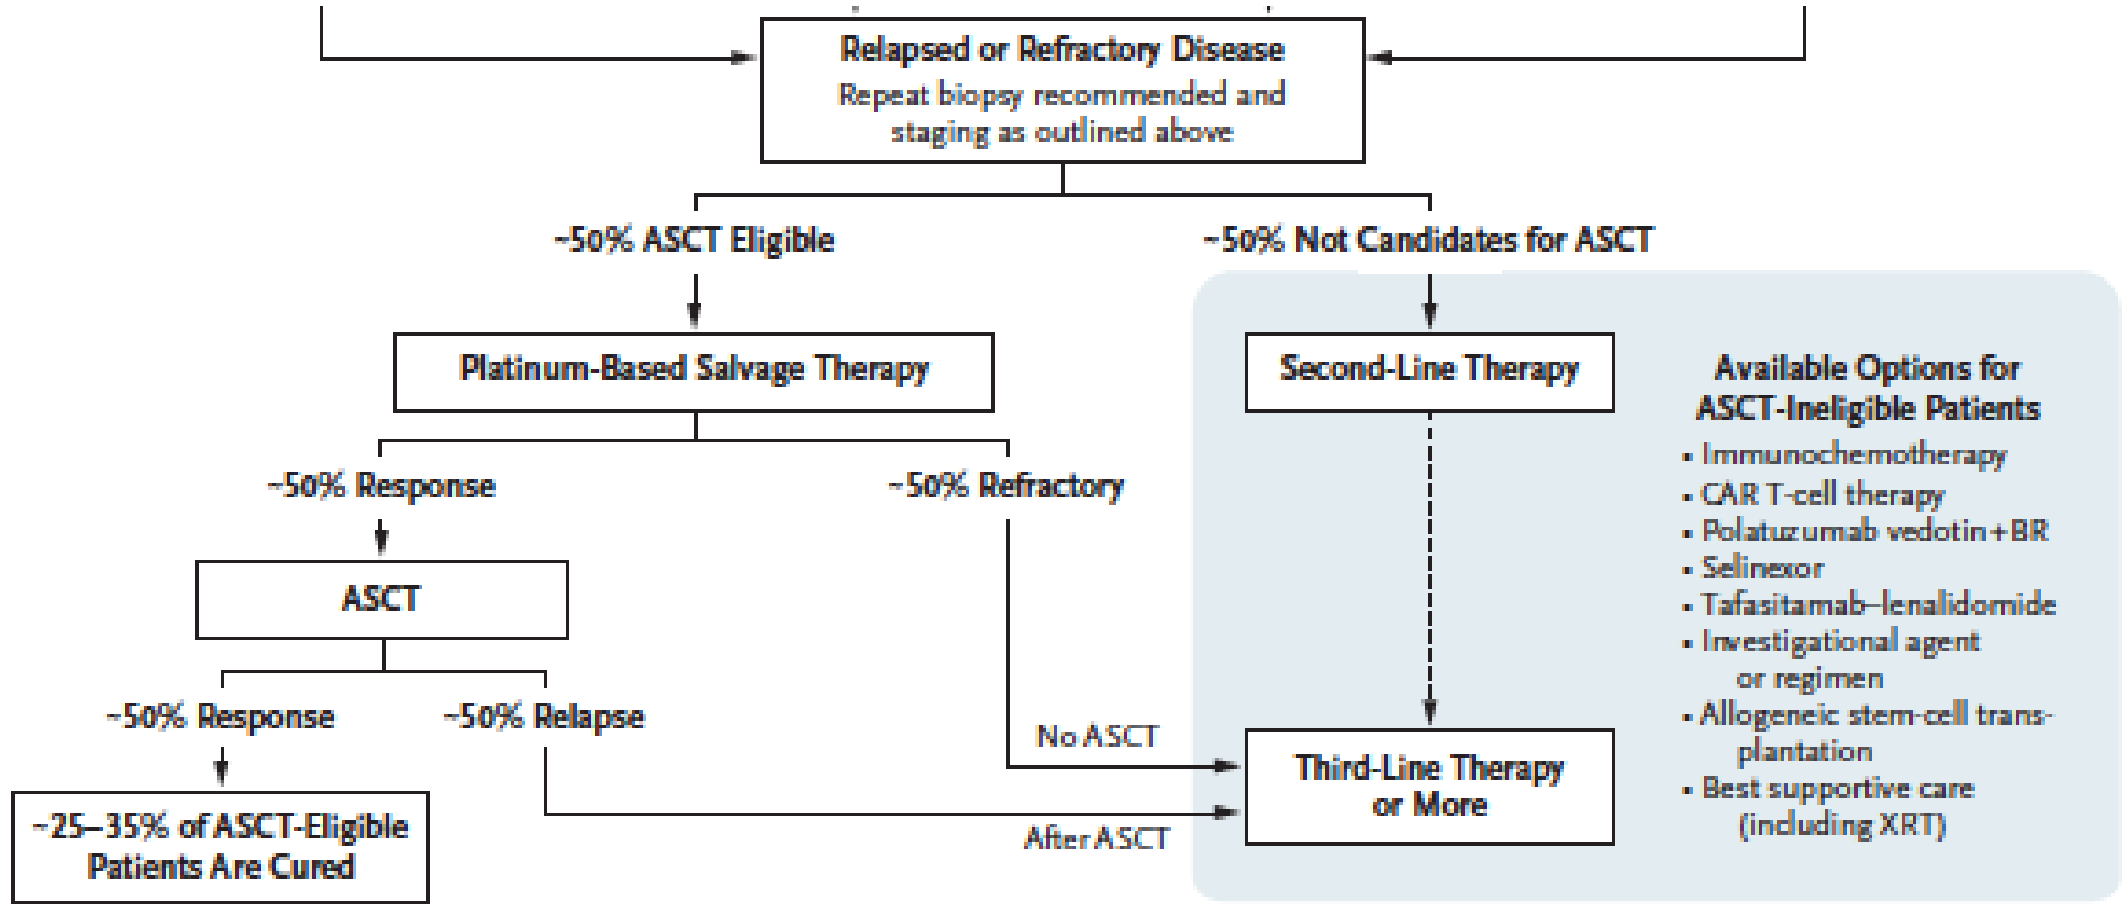 Relapsed or Refractory Disease
Repeat biopsy recommended and
staging as outlined above
~50% ASCT Eligible
~50% Not Candidates for ASCT
Platinum-Based Salvage Therapy
Second-Line Therapy
Available Options for
ASCT-Ineligible Patients
• Immunochemotherapy
• CAR T-cell therapy
• Polatuzumab vedotin+BR
• Selinexor
• Tafasitamab–lenalidomide
• Investigational agent
or regimen
• Allogeneic stem-cell trans-
plantation
• Best supportive care
(including XRT)
~50% Response
~50% Refractory
ASCT
~50% Response
~50% Relapse
No ASCT
After ASCT
Third-Line Therapy
or More
~25–35% of ASCT-Eligible
Patients Are Cured